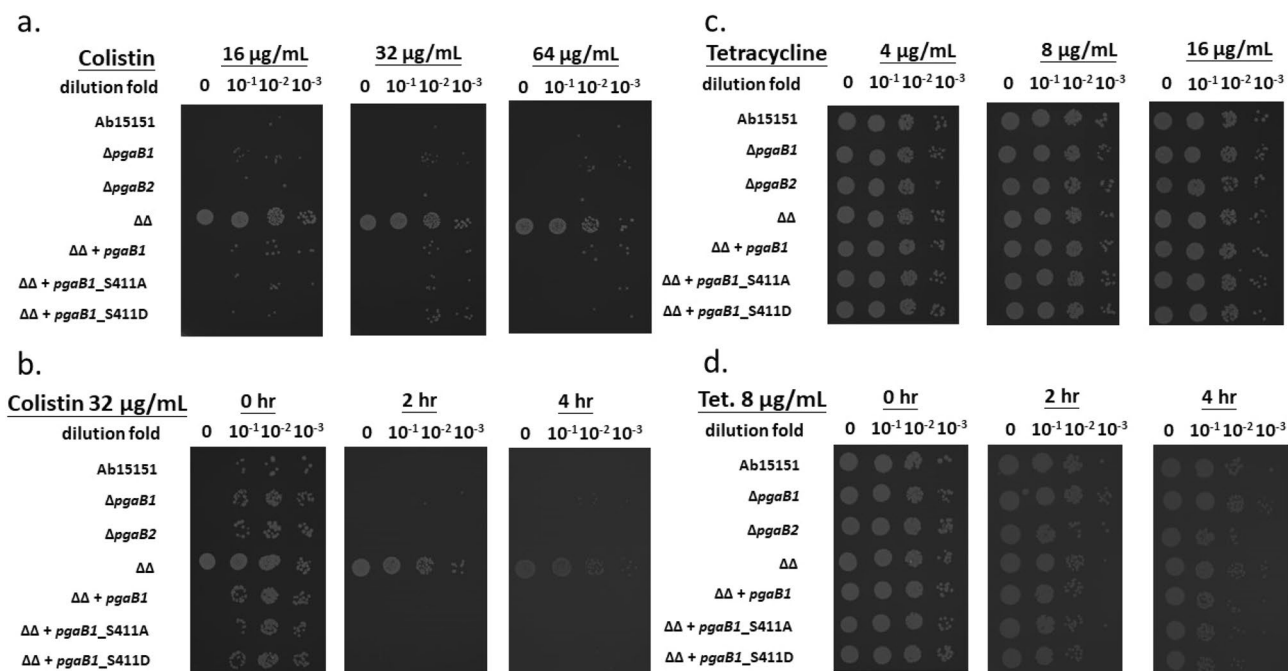 a.
Colistin 16 µg/mL 32 µg/mL 64 µg/mL
dilution fold 0 10⁻¹ 10⁻² 10⁻³ 0 10⁻¹ 10⁻² 10⁻³ 0 10⁻¹ 10⁻² 10⁻³
Ab15151
ΔpgaB1
ΔpgaB2
ΔΔ
ΔΔ + pgaB1
ΔΔ + pgaB1_S411A
ΔΔ + pgaB1_S411D
b.
Colistin 32 µg/mL 0 hr 2 hr 4 hr
dilution fold 0 10⁻¹ 10⁻² 10⁻³ 0 10⁻¹ 10⁻² 10⁻³ 0 10⁻¹ 10⁻² 10⁻³
Ab15151
ΔpgaB1
ΔpgaB2
ΔΔ
ΔΔ + pgaB1
ΔΔ + pgaB1_S411A
ΔΔ + pgaB1_S411D
c.
Tetracycline 4 µg/mL 8 µg/mL 16 µg/mL
dilution fold 0 10⁻¹ 10⁻² 10⁻³ 0 10⁻¹ 10⁻² 10⁻³ 0 10⁻¹ 10⁻² 10⁻³
Ab15151
ΔpgaB1
ΔpgaB2
ΔΔ
ΔΔ + pgaB1
ΔΔ + pgaB1_S411A
ΔΔ + pgaB1_S411D
d.
Tet. 8 µg/mL 0 hr 2 hr 4 hr
dilution fold 0 10⁻¹ 10⁻² 10⁻³ 0 10⁻¹ 10⁻² 10⁻³ 0 10⁻¹ 10⁻² 10⁻³
Ab15151
ΔpgaB1
ΔpgaB2
ΔΔ
ΔΔ + pgaB1
ΔΔ + pgaB1_S411A
ΔΔ + pgaB1_S411D